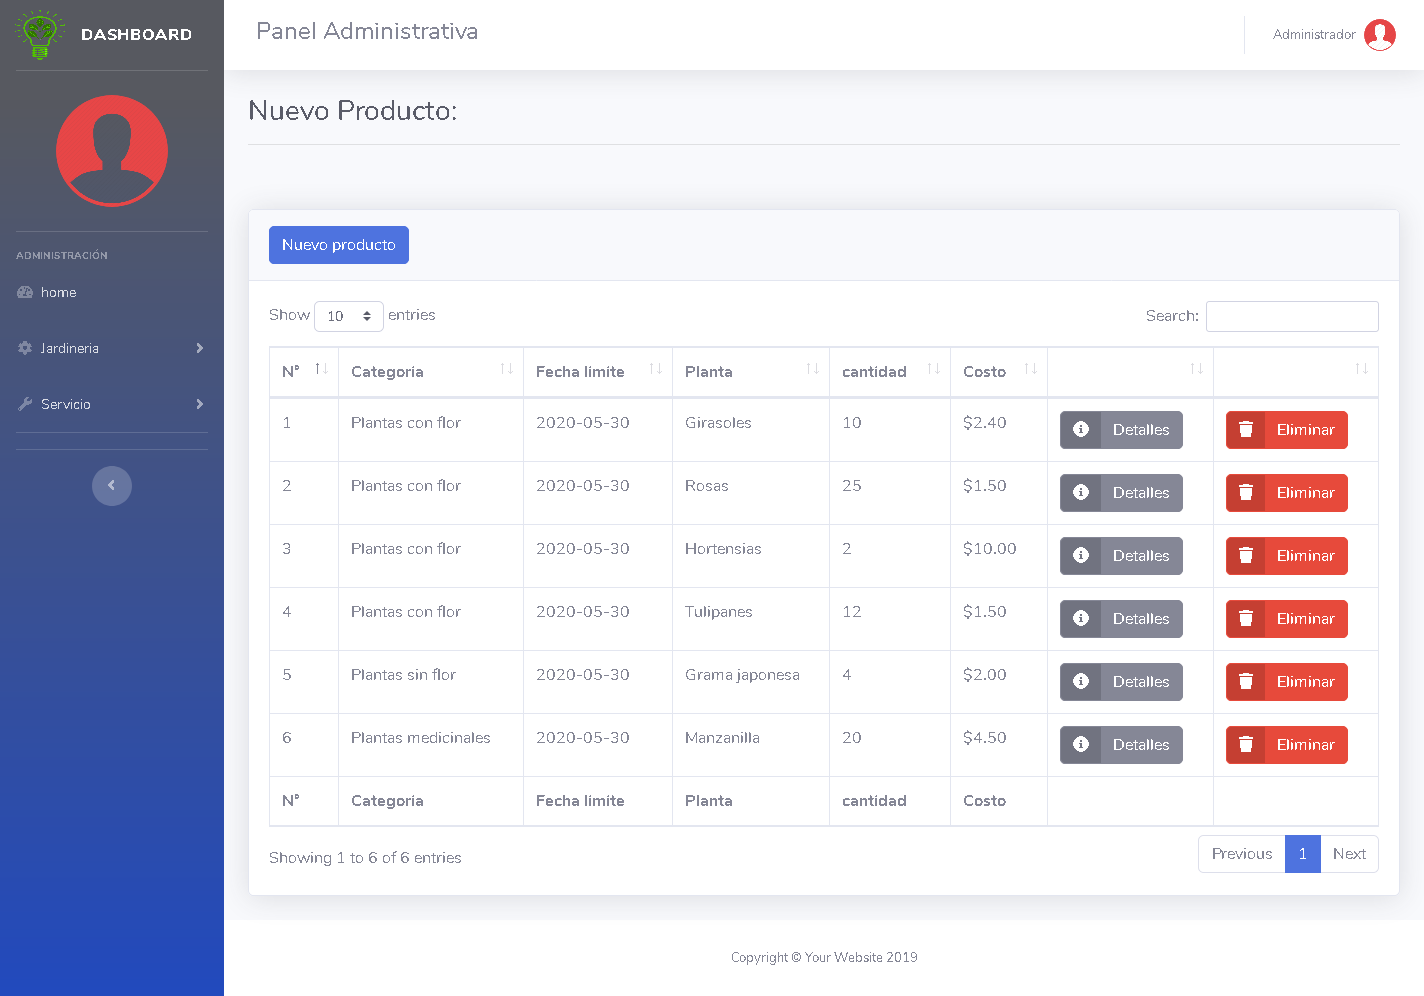 DASHBOARD
Panel Administrativa
Administrador
ADMINISTRACIÓN
home
Jardineria
Servicio
Nuevo Producto:
Nuevo producto
Show 10 entries
Search:
N° Categoría Fecha límite Planta cantidad Costo
1 Plantas con flor 2020-05-30 Girasoles 10 $2.40 Detalles Eliminar
2 Plantas con flor 2020-05-30 Rosas 25 $1.50 Detalles Eliminar
3 Plantas con flor 2020-05-30 Hortensias 2 $10.00 Detalles Eliminar
4 Plantas con flor 2020-05-30 Tulipanes 12 $1.50 Detalles Eliminar
5 Plantas sin flor 2020-05-30 Grama japonesa 4 $2.00 Detalles Eliminar
6 Plantas medicinales 2020-05-30 Manzanilla 20 $4.50 Detalles Eliminar
N° Categoría Fecha límite Planta cantidad Costo
Showing 1 to 6 of 6 entries
Previous 1 Next
Copyright © Your Website 2019